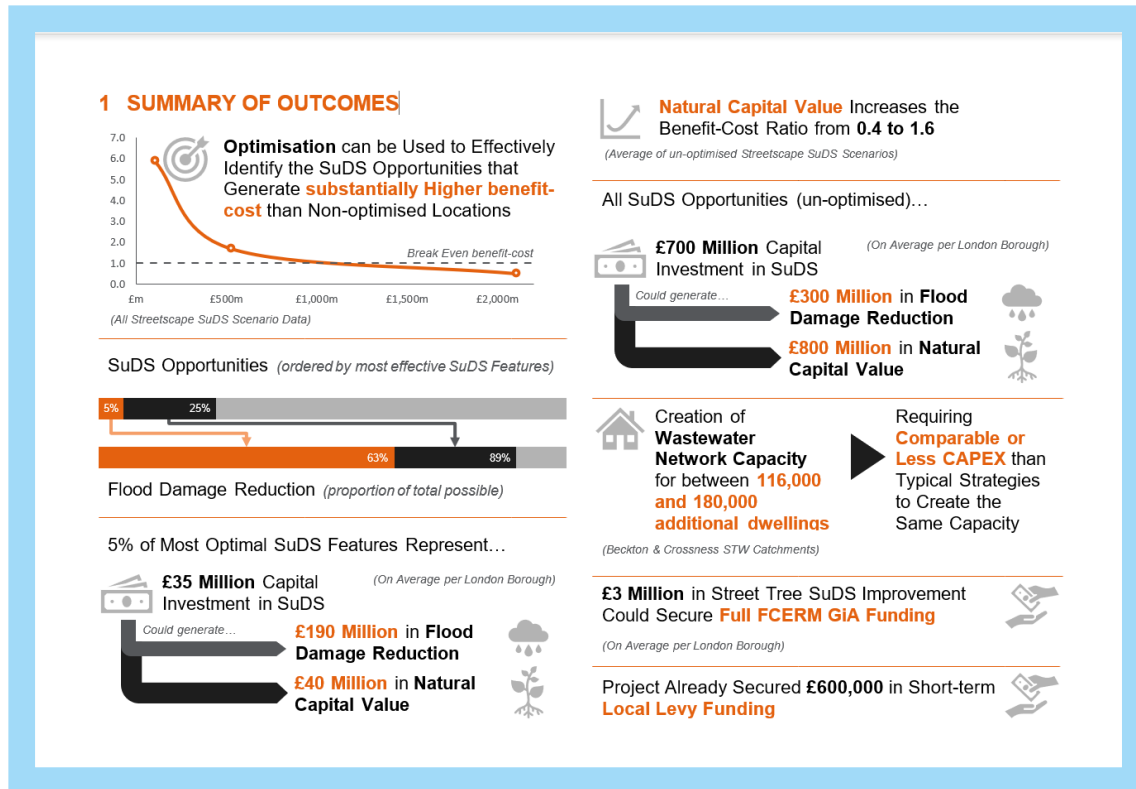 1 SUMMARY OF OUTCOMES
7.0
6.0
5.0
4.0
3.0
2.0
1.0
0.0
Optimisation can be Used to Effectively
Identify the SuDS Opportunities that
Generate substantially Higher benefit-
cost than Non-optimised Locations
Break Even benefit-cost
£m
£500m
£1,000m
£1,500m
£2,000m
(All Streetscape SuDS Scenario Data)
SuDS Opportunities (ordered by most effective SuDS Features)
5%
25%
63%
89%
Flood Damage Reduction (proportion of total possible)
5% of Most Optimal SuDS Features Represent…
£35 Million Capital
Investment in SuDS
(On Average per London Borough)
Could generate…
£190 Million in Flood
Damage Reduction
£40 Million in Natural
Capital Value
Natural Capital Value Increases the
Benefit-Cost Ratio from 0.4 to 1.6
(Average of un-optimised Streetscape SuDS Scenarios)
All SuDS Opportunities (un-optimised)…
£700 Million Capital
Investment in SuDS
(On Average per London Borough)
Could generate…
£300 Million in Flood
Damage Reduction
£800 Million in Natural
Capital Value
Creation of
Wastewater
Network Capacity
for between 116,000
and 180,000
additional dwellings
Requiring
Comparable or
Less CAPEX than
Typical Strategies
to Create the
Same Capacity
(Beckton & Crossness STW Catchments)
£3 Million in Street Tree SuDS Improvement
Could Secure Full FCERM GiA Funding
(On Average per London Borough)
Project Already Secured £600,000 in Short-term
Local Levy Funding